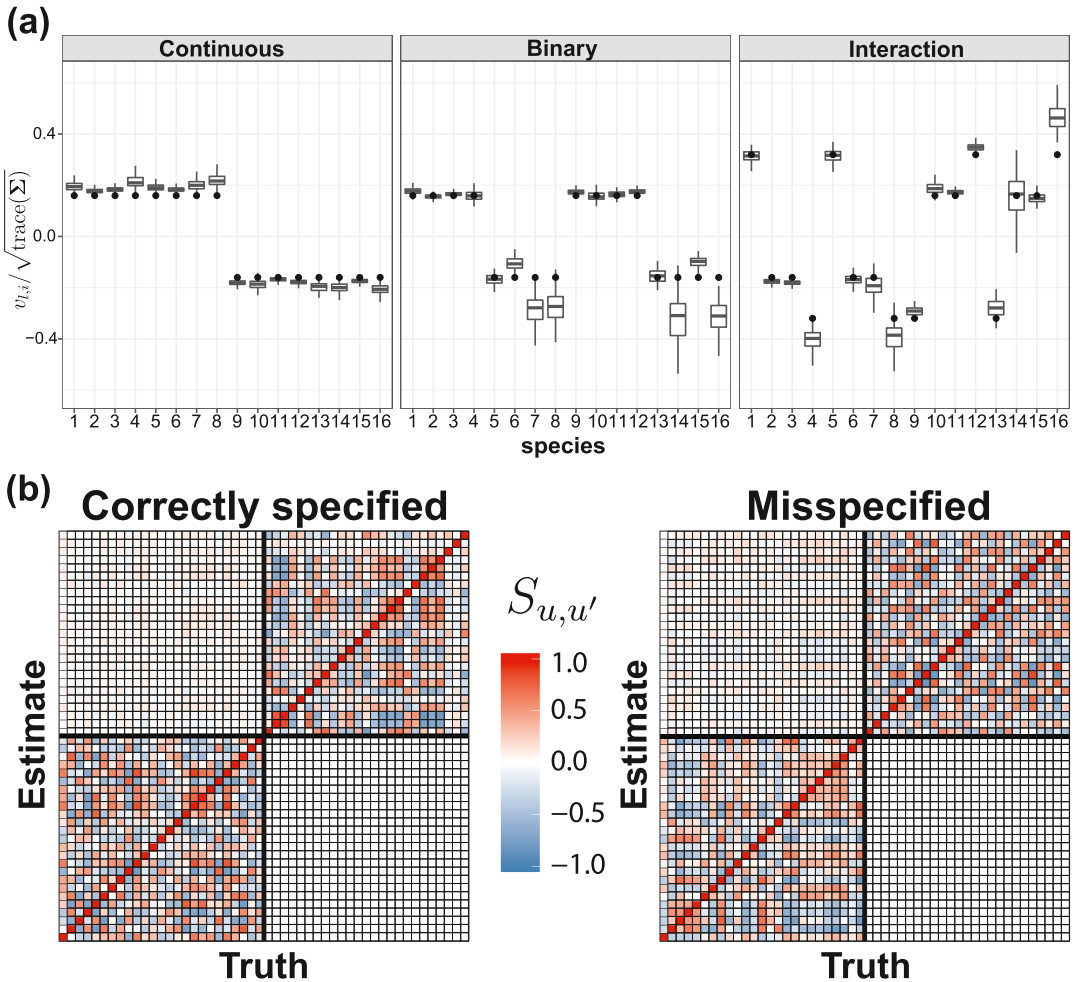 (a)
Continuous Binary Interaction
v_{l,i}/√trace(Σ)
0.4
0.0
−0.4
1 2 3 4 5 6 7 8 9 10 11 12 13 14 15 16 1 2 3 4 5 6 7 8 9 10 11 12 13 14 15 16 1 2 3 4 5 6 7 8 9 10 11 12 13 14 15 16
species
(b)
Correctly specified Misspecified
S_{u,u'}
1.0
0.5
0.0
−0.5
−1.0
Estimate Estimate
Truth Truth